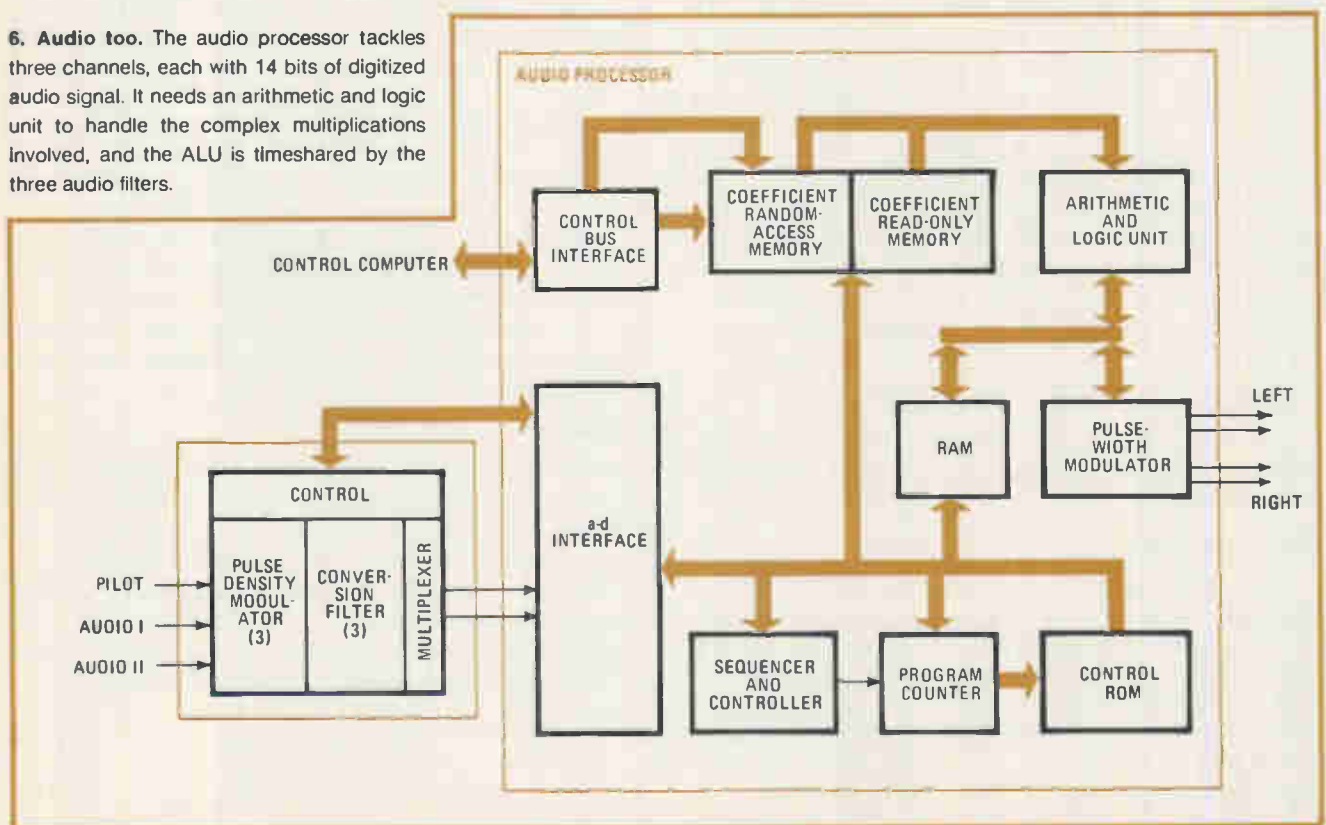 6. Audio too. The audio processor tackles
three channels, each with 14 bits of digitized
audio signal. It needs an arithmetic and logic
unit to handle the complex multiplications
involved, and the ALU is timeshared by the
three audio filters.
AUDIO PROCESSOR
CONTROL COMPUTER
CONTROL
BUS
INTERFACE
COEFFICIENT
RANDOM-
ACCESS
MEMORY
COEFFICIENT
READ-ONLY
MEMORY
ARITHMETIC
AND
LOGIC UNIT
RAM
PULSE-
WIDTH
MODULATOR
LEFT
RIGHT
a-d
INTERFACE
CONTROL
PILOT
AUDIO I
AUDIO II
PULSE
DENSITY
MODUL-
ATOR
(3)
CONVER-
SION
FILTER
(3)
MULTIPLEXER
SEQUENCER
AND
CONTROLLER
PROGRAM
COUNTER
CONTROL
ROM